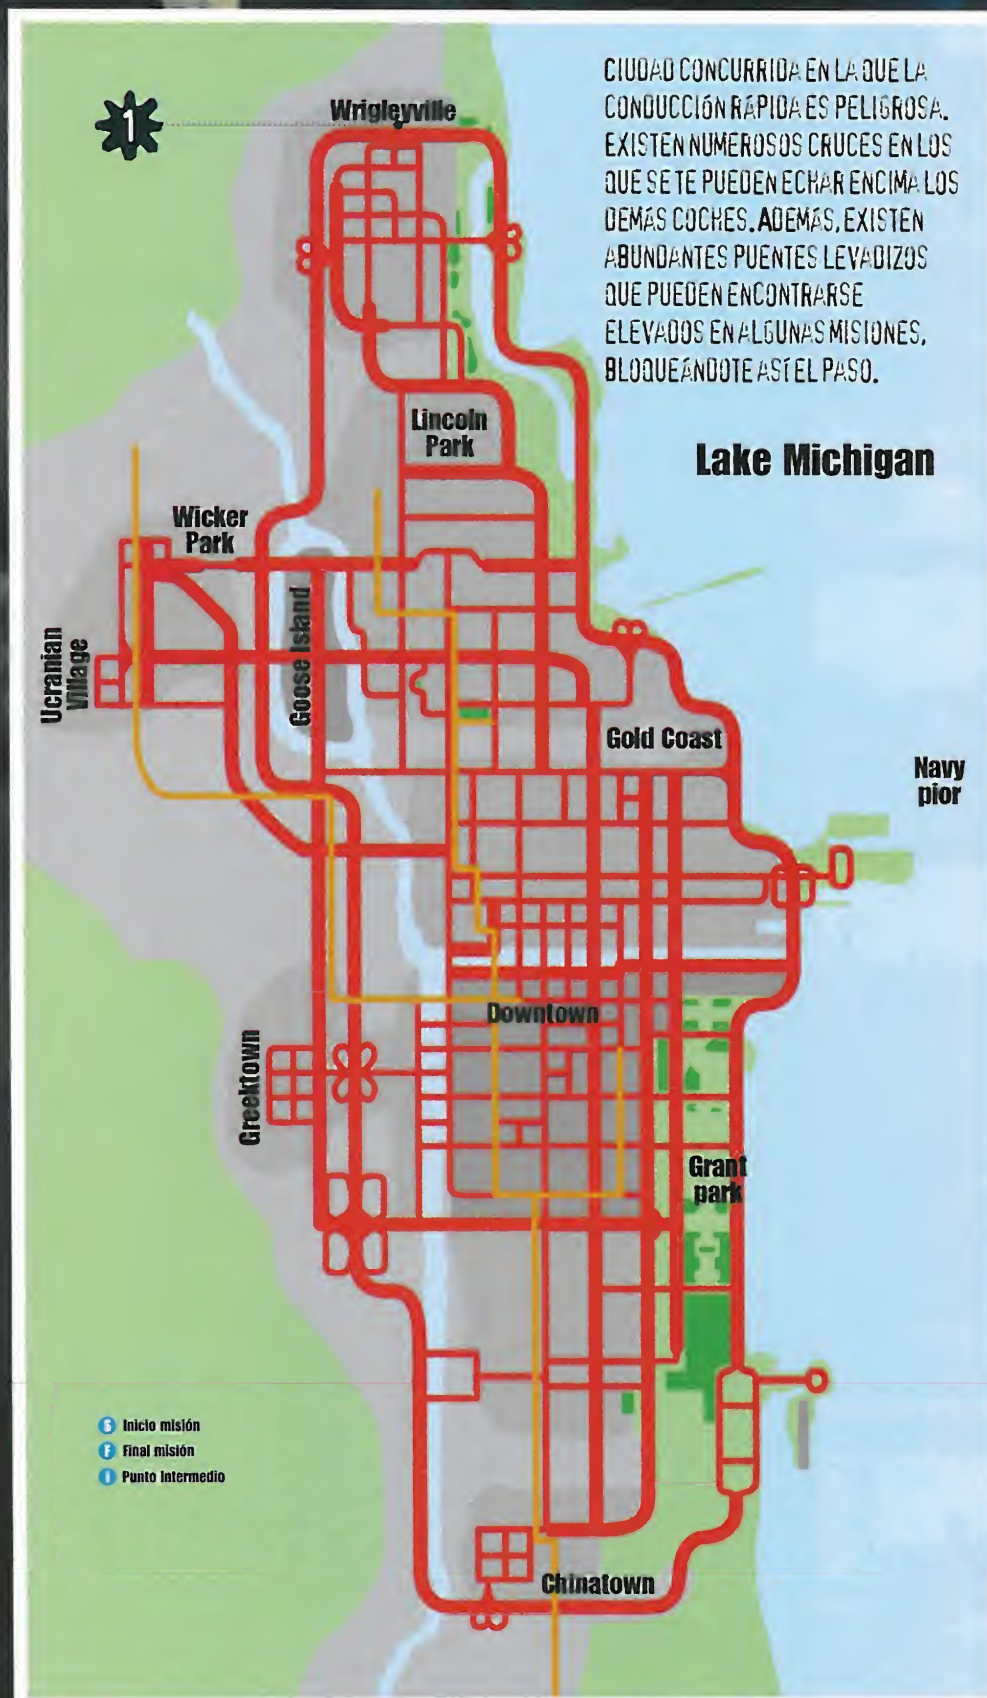 1
Wrigleyville
CIUDAD CONCURRIDA EN LA QUE LA
CONDUCCIÓN RÁPIDA ES PELIGROSA.
EXISTEN NUMEROSOS CRUCES EN LOS
QUE SE TE PUEDEN ECHAR ENCIMA LOS
DEMÁS COCHES. ADEMÁS, EXISTEN
ABUNDANTES PUENTES LEVADIZOS
QUE PUEDEN ENCONTRARSE
ELEVADOS EN ALGUNAS MISIONES,
BLOQUEÁNDOTE ASÍ EL PASO.
Lincoln
Park
Lake Michigan
Wicker
Park
Ucranian
Village
Goose Island
Gold Coast
Navy
pior
Downtown
Greektown
Grant
park
S Inicio misión
F Final misión
I Punto intermedio
Chinatown